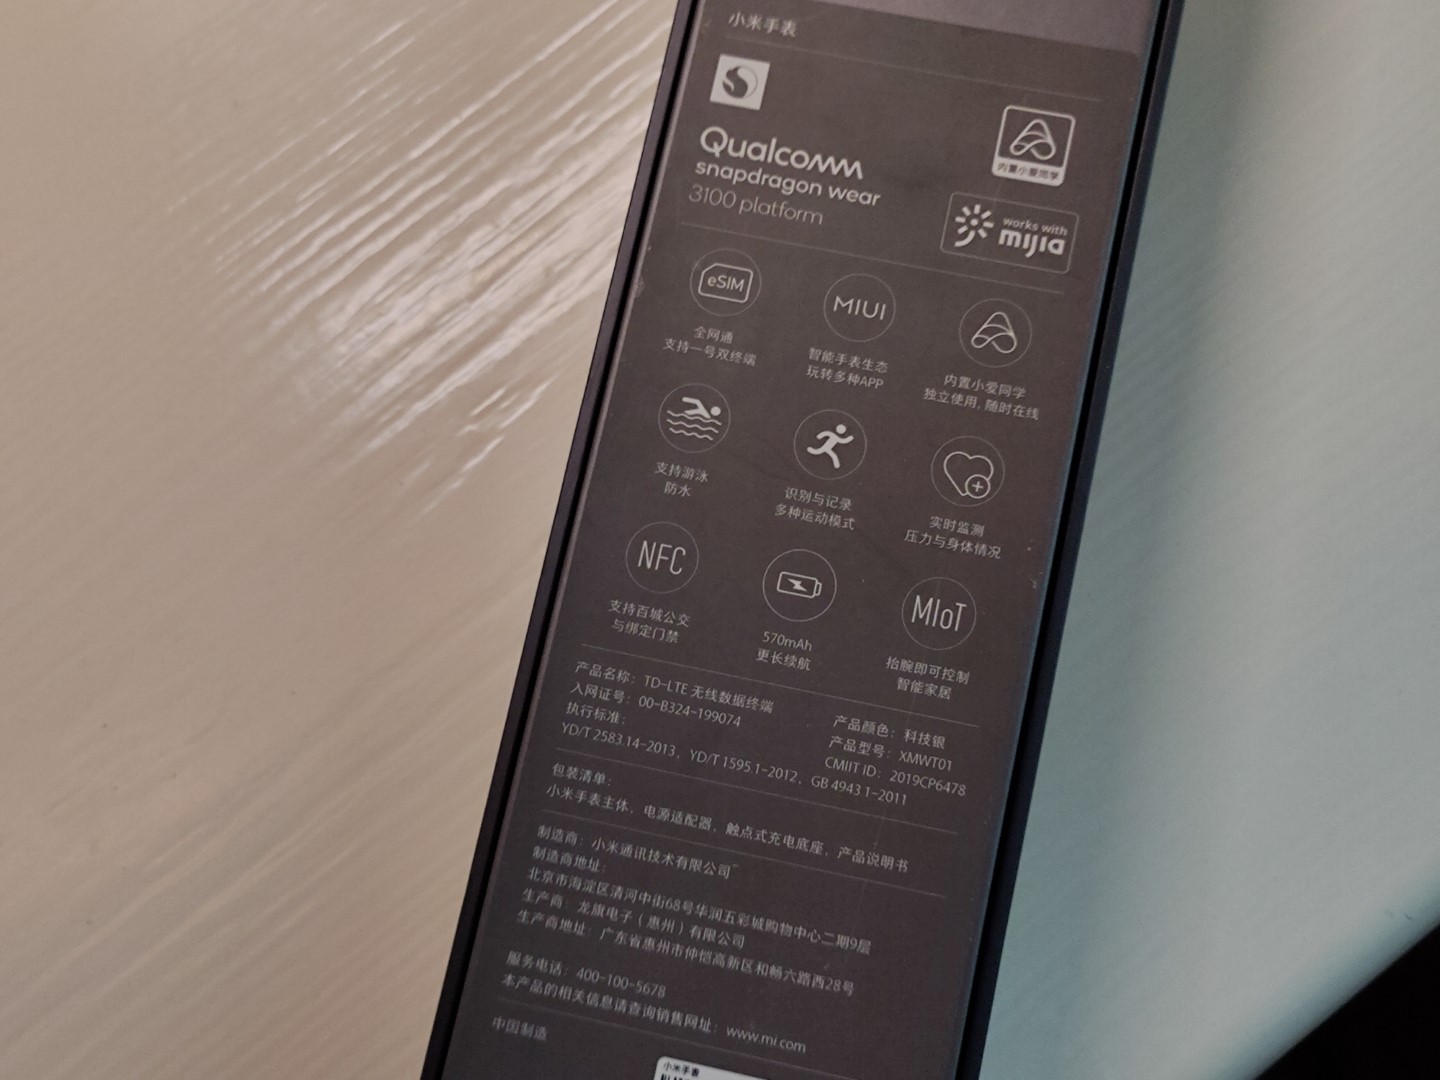 小米手表
Qualcomm
snapdragon wear
3100 platform
内置小爱同学
works with
mijia
eSIM
全网通
支持一号双终端
MIUI
智能手表生态
玩转多种APP
内置小爱同学
独立使用, 随时在线
支持游泳
防水
识别与记录
多种运动模式
实时监测
压力与身体情况
NFC
支持百城公交
与绑定门禁
570mAh
更长续航
MIoT
抬腕即可控制
智能家居
产品名称：TD-LTE 无线数据终端
入网证号：00-B324-199074
执行标准：
YD/T 2583.14-2013、YD/T 1595.1-2012、GB 4943.1-2011
产品颜色：科技银
产品型号：XMWT01
CMIIT ID：2019CP6478
包装清单：
小米手表主体、电源适配器、触点式充电底座、产品说明书
制造商：小米通讯技术有限公司
制造商地址：
北京市海淀区清河中街68号华润五彩城购物中心二期9层
生产商：龙旗电子（惠州）有限公司
生产商地址：广东省惠州市仲恺高新区和畅六路西28号
服务电话：400-100-5678
本产品的相关信息请查询销售网址：www.mi.com
中国制造
小米手表